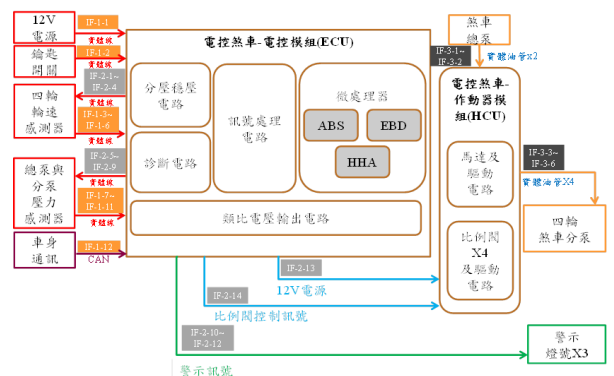 12V
電源
IF-1-1
實體線
鑰匙
開關
IF-1-2
實體線
四輪
輪速
感測器
IF-2-1~
IF-2-4
實體線
IF-1-3~
IF-1-6
實體線
總泵與
分泵
壓力
感測器
IF-2-5~
IF-2-9
實體線
IF-1-7~
IF-1-11
實體線
車身
通訊
IF-1-12
CAN
電控煞車-電控模組(ECU)
分壓穩壓
電路
診斷電路
訊號處理
電路
微處理器
ABS
EBD
HHA
類比電壓輸出電路
煞車
總泵
IF-3-1~
IF-3-2
實體油管x2
電控煞車-
作動器模
組(HCU)
馬達及
驅動
電路
比例閥
X4
及驅動
電路
IF-3-3~
IF-3-6
實體油管X4
四輪
煞車分泵
IF-2-13
12V電源
IF-2-14
比例閥控制訊號
IF-2-10~
IF-2-12
警示訊號
警示
燈號X3